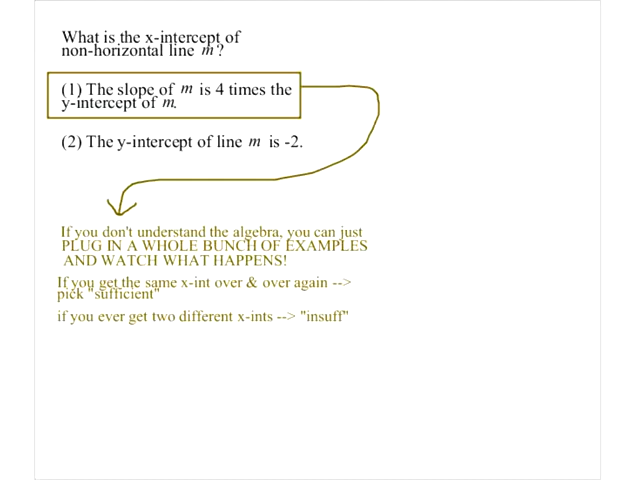 What is the x-intercept of
non-horizontal line m?
(1) The slope of m is 4 times the
y-intercept of m.
(2) The y-intercept of line m is -2.
If you don't understand the algebra, you can just
PLUG IN A WHOLE BUNCH OF EXAMPLES
AND WATCH WHAT HAPPENS!
If you get the same x-int over & over again -->
pick "sufficient"
if you ever get two different x-ints --> "insuff"